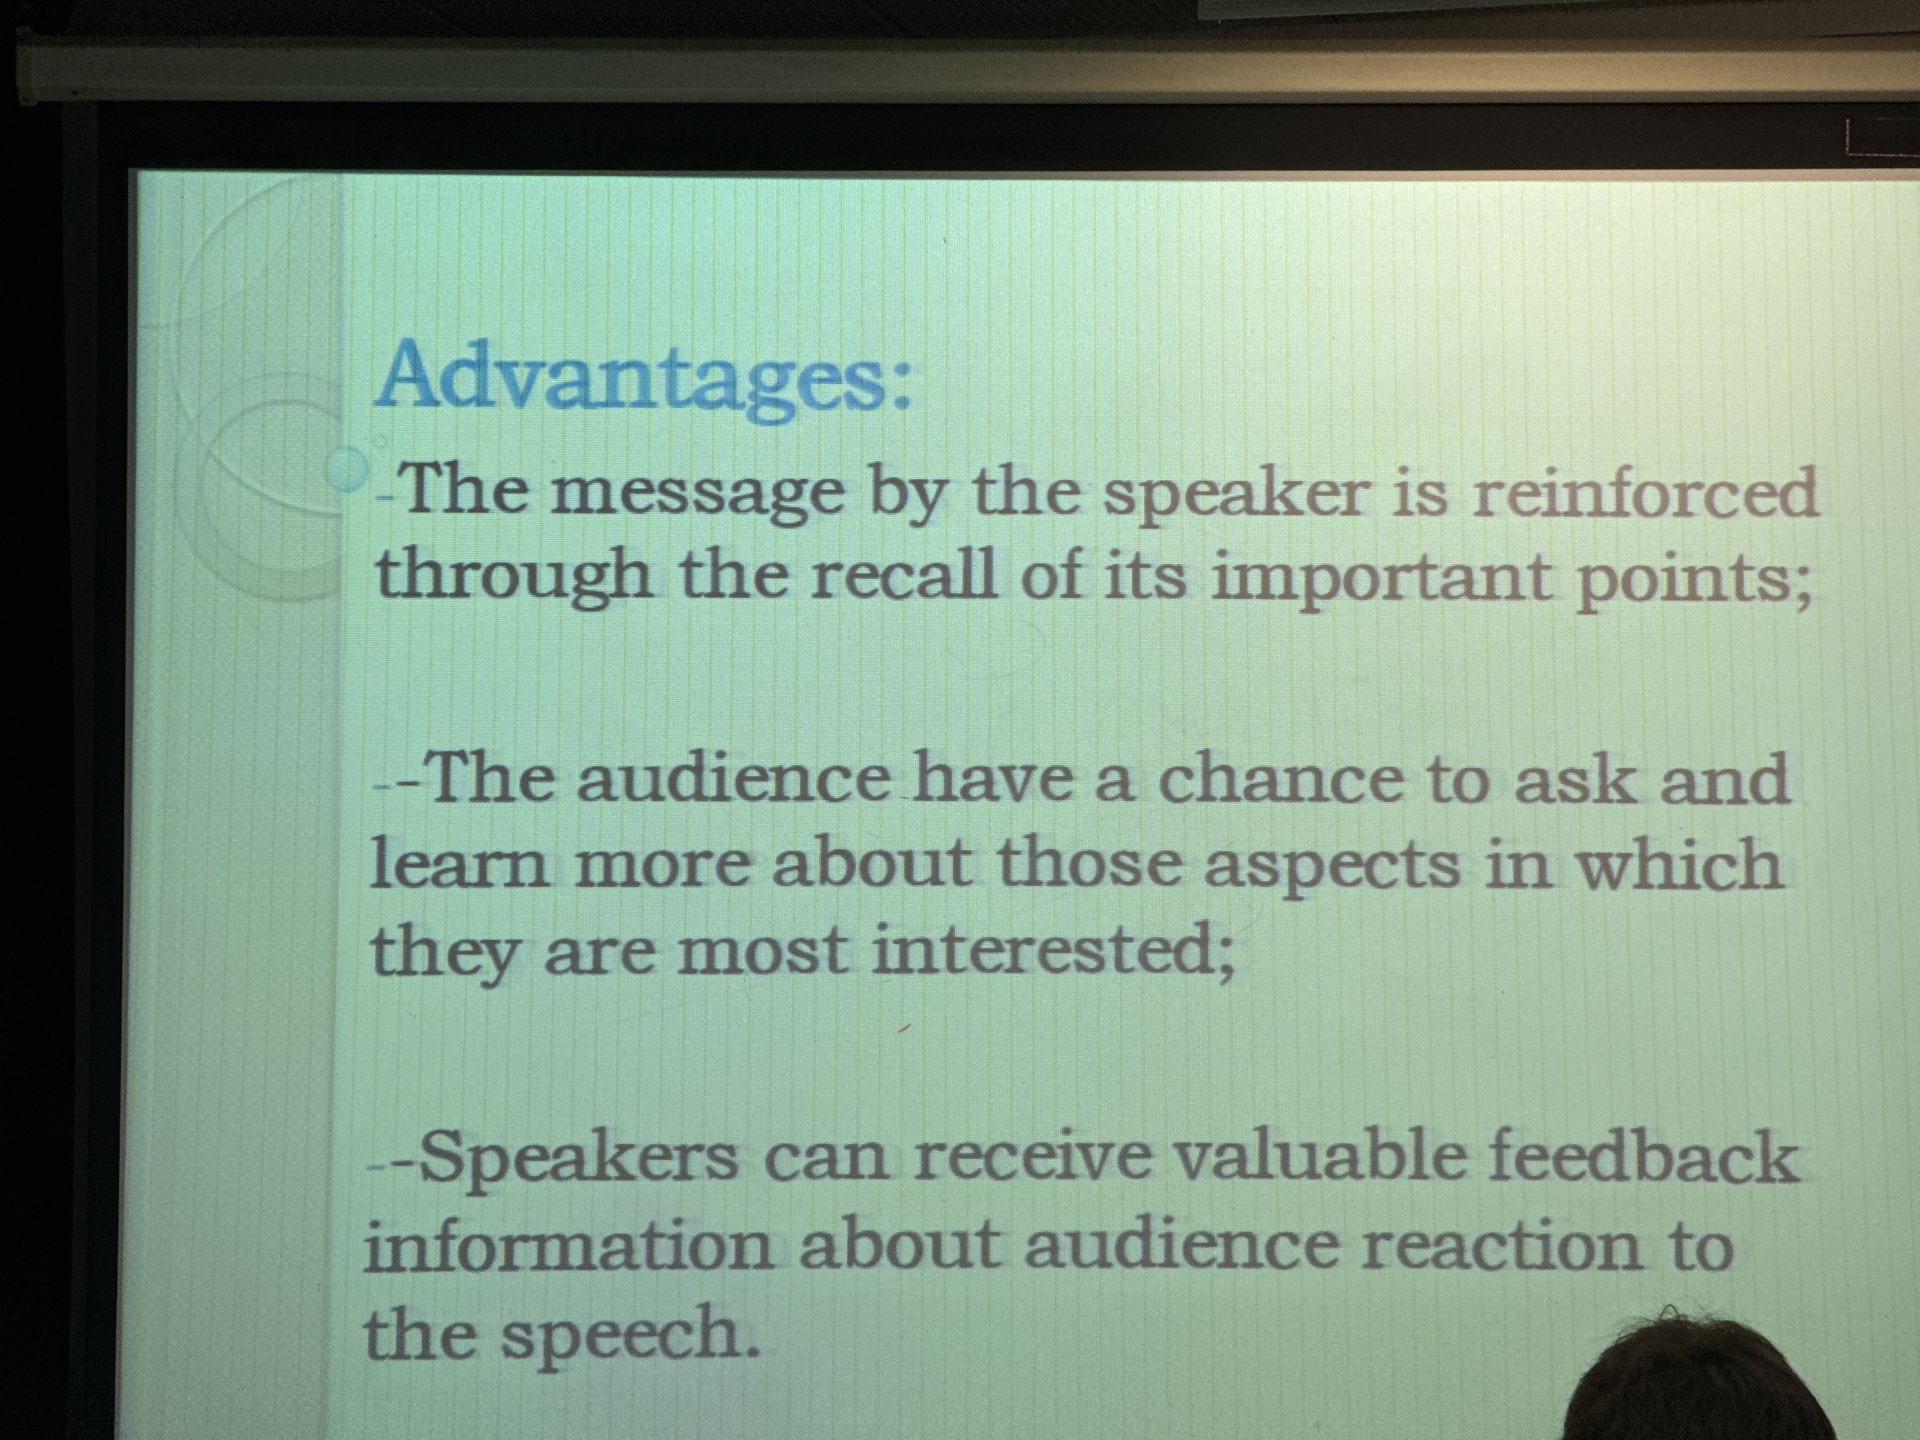 Advantages:
-The message by the speaker is reinforced
through the recall of its important points;
--The audience have a chance to ask and
learn more about those aspects in which
they are most interested;
--Speakers can receive valuable feedback
information about audience reaction to
the speech.